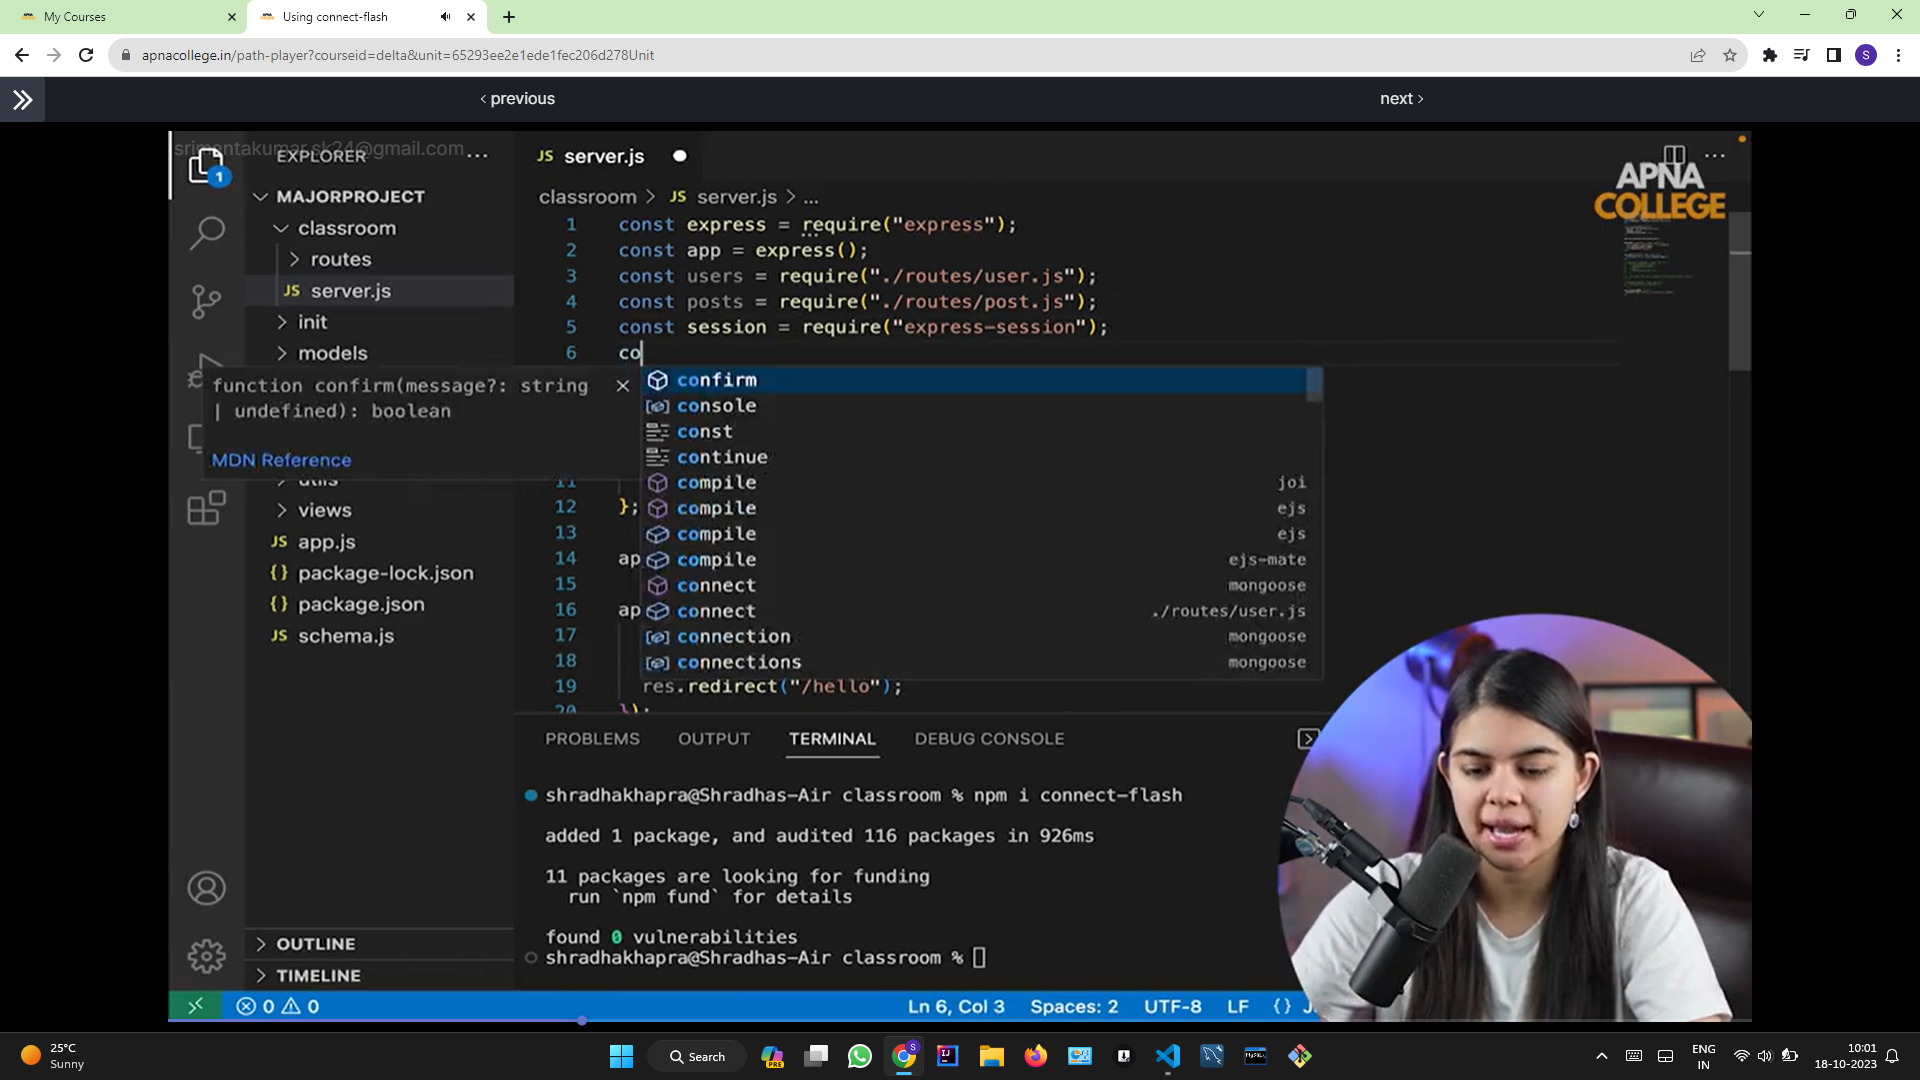 My Courses
Using connect-flash
apnacollege.in/path-player?courseid=delta&unit=65293ee2e1ede1fec206d278Unit
S
‹ previous
next ›
srimontakumar.sk24@gmail.com
EXPLORER
1
MAJORPROJECT
classroom
routes
JS server.js
init
models
utils
views
JS app.js
{} package-lock.json
{} package.json
JS schema.js
OUTLINE
TIMELINE
JS server.js
APNA
COLLEGE
classroom > JS server.js > ...
1 const express = require("express");
2 const app = express();
3 const users = require("./routes/user.js");
4 const posts = require("./routes/post.js");
5 const session = require("express-session");
6 co
function confirm(message?: string
| undefined): boolean
MDN Reference
confirm
console
const
continue
compile joi
compile ejs
compile ejs
compile ejs-mate
connect mongoose
connect ./routes/user.js
connection mongoose
connections mongoose
11
12 };
13
14 ap
15
16 ap
17
18
19 res.redirect("/hello");
20 });
PROBLEMS OUTPUT TERMINAL DEBUG CONSOLE
shradhakhapra@Shradhas-Air classroom % npm i connect-flash
added 1 package, and audited 116 packages in 926ms
11 packages are looking for funding
run `npm fund` for details
found 0 vulnerabilities
shradhakhapra@Shradhas-Air classroom %
0 0
Ln 6, Col 3 Spaces: 2 UTF-8 LF {}
25°C
Sunny
Search
PRE
S
ENG
IN
10:01
18-10-2023